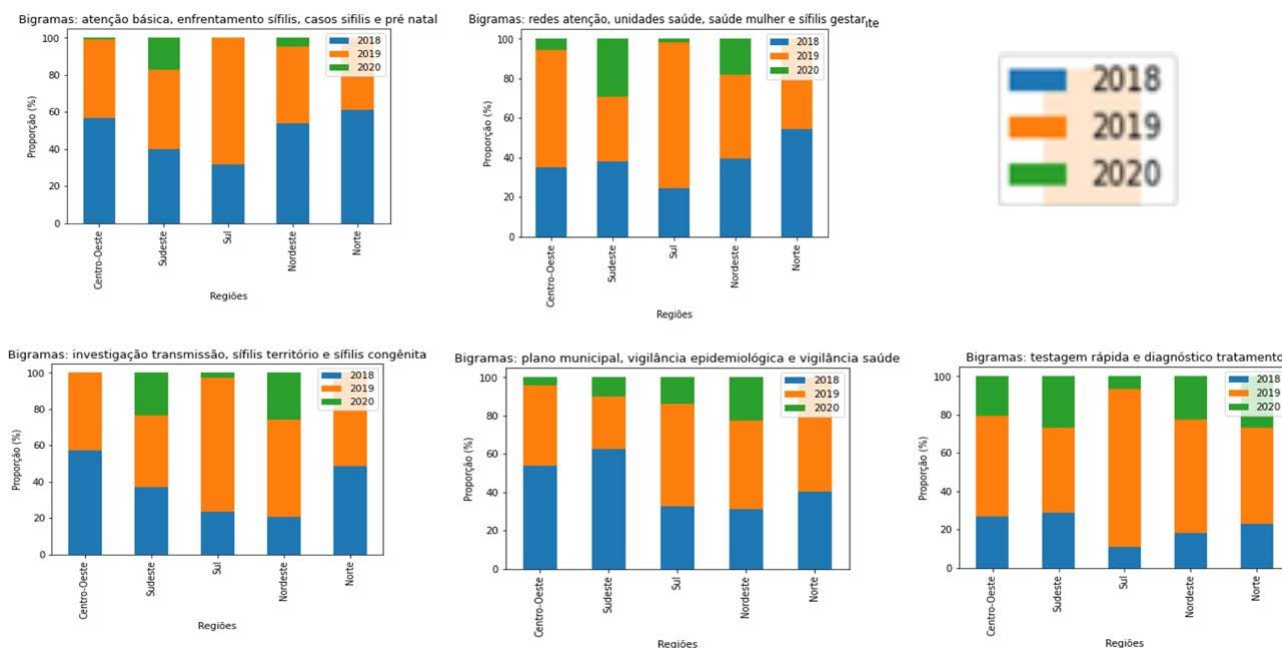 Bigramas: atenção básica, enfrentamento sífilis, casos sifilis e pré natal
100
80
60
40
20
0
Proporção (%)
2018
2019
2020
Centro-Oeste
Sudeste
Sul
Nordeste
Norte
Regiões
Bigramas: redes atenção, unidades saúde, saúde mulher e sífilis gestante
100
80
60
40
20
0
Proporção (%)
2018
2019
2020
Centro-Oeste
Sudeste
Sul
Nordeste
Norte
Regiões
2018
2019
2020
Bigramas: investigação transmissão, sífilis território e sífilis congênita
100
80
60
40
20
0
Proporção (%)
2018
2019
2020
Centro-Oeste
Sudeste
Sul
Nordeste
Norte
Regiões
Bigramas: plano municipal, vigilância epidemiológica e vigilância saúde
100
80
60
40
20
0
Proporção (%)
2018
2019
2020
Centro-Oeste
Sudeste
Sul
Nordeste
Norte
Regiões
Bigramas: testagem rápida e diagnóstico tratamento
100
80
60
40
20
0
Proporção (%)
2018
2019
2020
Centro-Oeste
Sudeste
Sul
Nordeste
Norte
Regiões